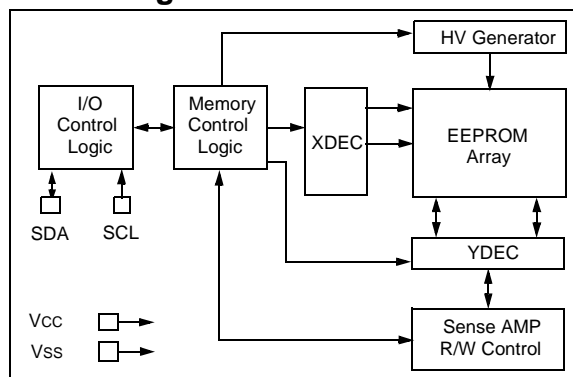 HV Generator
I/O
Control
Logic
Memory
Control
Logic
XDEC
EEPROM
Array
SDA
SCL
YDEC
VCC
VSS
Sense AMP
R/W Control